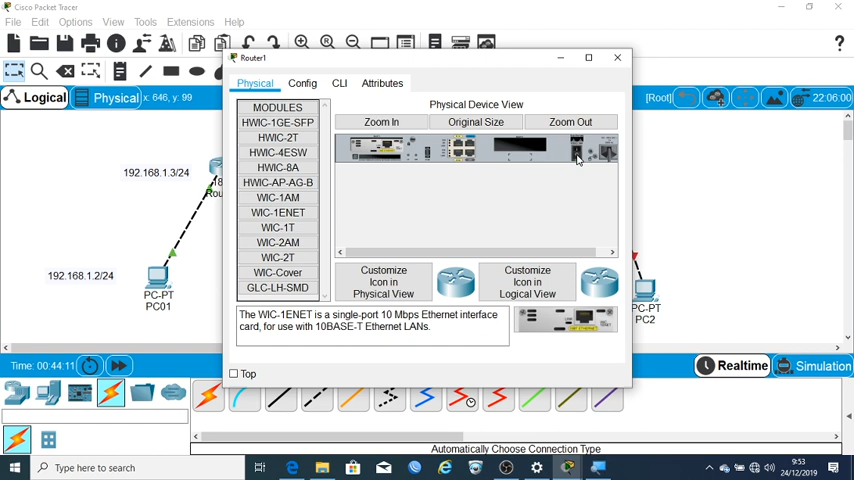 Cisco Packet Tracer
File Edit Options View Tools Extensions Help
Logical Physical x: 646, y: 99 [Root] 22:06:00
192.168.1.3/24
18
Rou
192.168.1.2/24
PC-PT
PC01
Router1
Physical Config CLI Attributes
MODULES
HWIC-1GE-SFP
HWIC-2T
HWIC-4ESW
HWIC-8A
HWIC-AP-AG-B
WIC-1AM
WIC-1ENET
WIC-1T
WIC-2AM
WIC-2T
WIC-Cover
GLC-LH-SMD
Physical Device View
Zoom In Original Size Zoom Out
Customize
Icon in
Physical View
Customize
Icon in
Logical View
The WIC-1ENET is a single-port 10 Mbps Ethernet interface
card, for use with 10BASE-T Ethernet LANs.
Top
PC-PT
PC2
Time: 00:44:11 Realtime Simulation
Automatically Choose Connection Type
Type here to search
9:53
24/12/2019